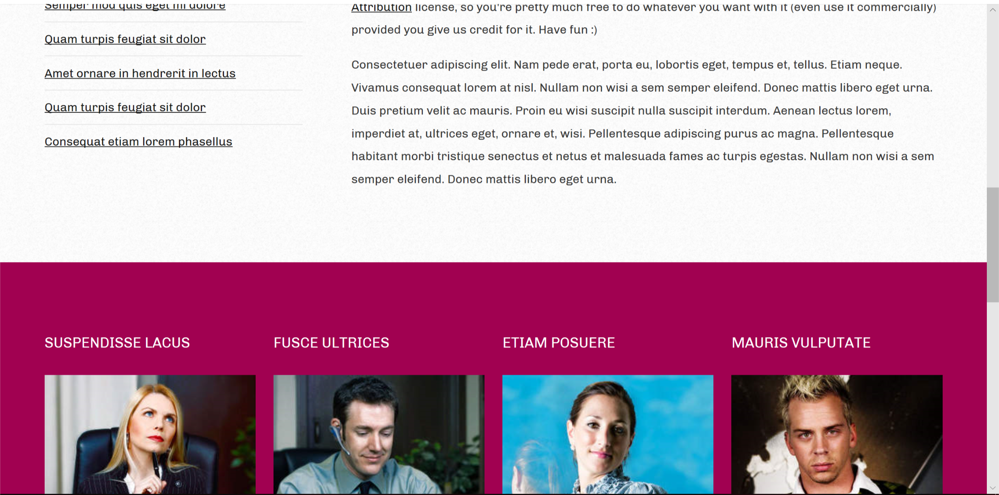 Semper mod quis eget mi dolore
Quam turpis feugiat sit dolor
Amet ornare in hendrerit in lectus
Quam turpis feugiat sit dolor
Consequat etiam lorem phasellus
Attribution license, so you're pretty much free to do whatever you want with it (even use it commercially)
provided you give us credit for it. Have fun :)
Consectetuer adipiscing elit. Nam pede erat, porta eu, lobortis eget, tempus et, tellus. Etiam neque.
Vivamus consequat lorem at nisl. Nullam non wisi a sem semper eleifend. Donec mattis libero eget urna.
Duis pretium velit ac mauris. Proin eu wisi suscipit nulla suscipit interdum. Aenean lectus lorem,
imperdiet at, ultrices eget, ornare et, wisi. Pellentesque adipiscing purus ac magna. Pellentesque
habitant morbi tristique senectus et netus et malesuada fames ac turpis egestas. Nullam non wisi a sem
semper eleifend. Donec mattis libero eget urna.
SUSPENDISSE LACUS
FUSCE ULTRICES
ETIAM POSUERE
MAURIS VULPUTATE